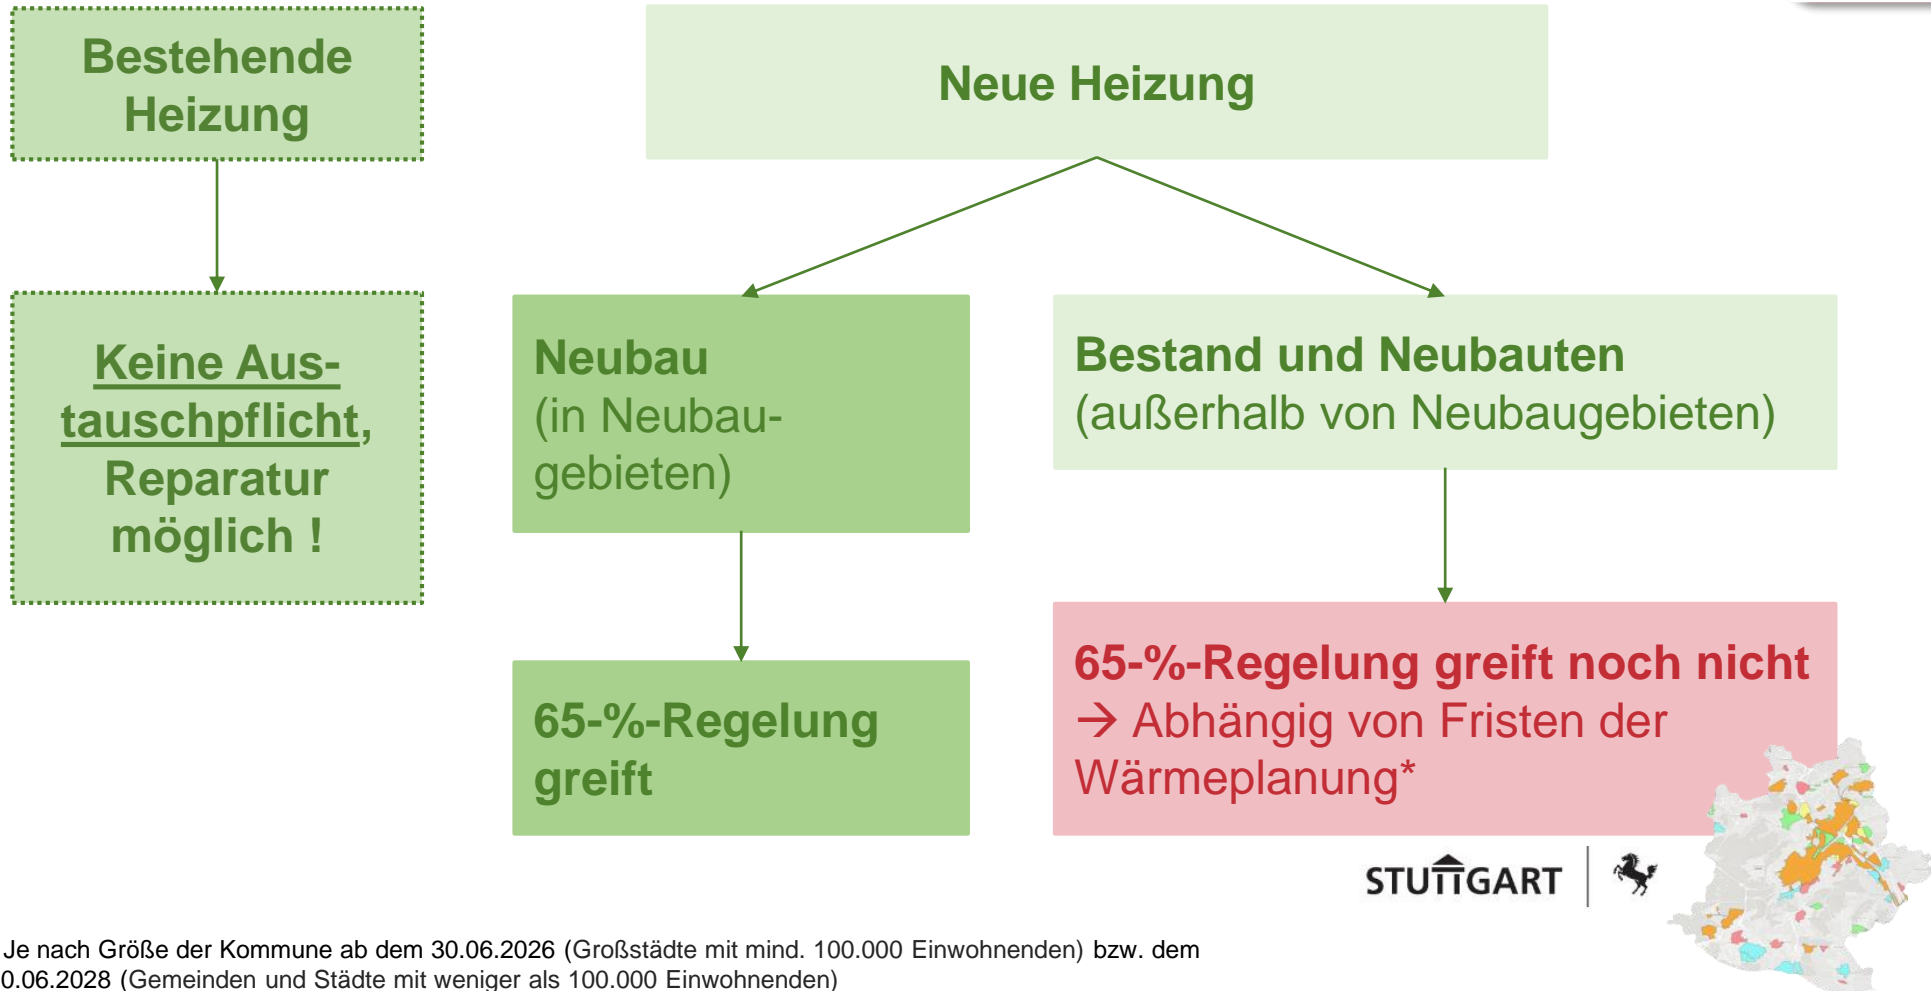 Bestehende
Heizung
Neue Heizung
Keine Aus-
tauschpflicht,
Reparatur
möglich !
Neubau
(in Neubau-
gebieten)
Bestand und Neubauten
(außerhalb von Neubaugebieten)
65-%-Regelung
greift
65-%-Regelung greift noch nicht
→ Abhängig von Fristen der
Wärmeplanung*
STUTTGART
Je nach Größe der Kommune ab dem 30.06.2026 (Großstädte mit mind. 100.000 Einwohnenden) bzw. dem
0.06.2028 (Gemeinden und Städte mit weniger als 100.000 Einwohnenden)